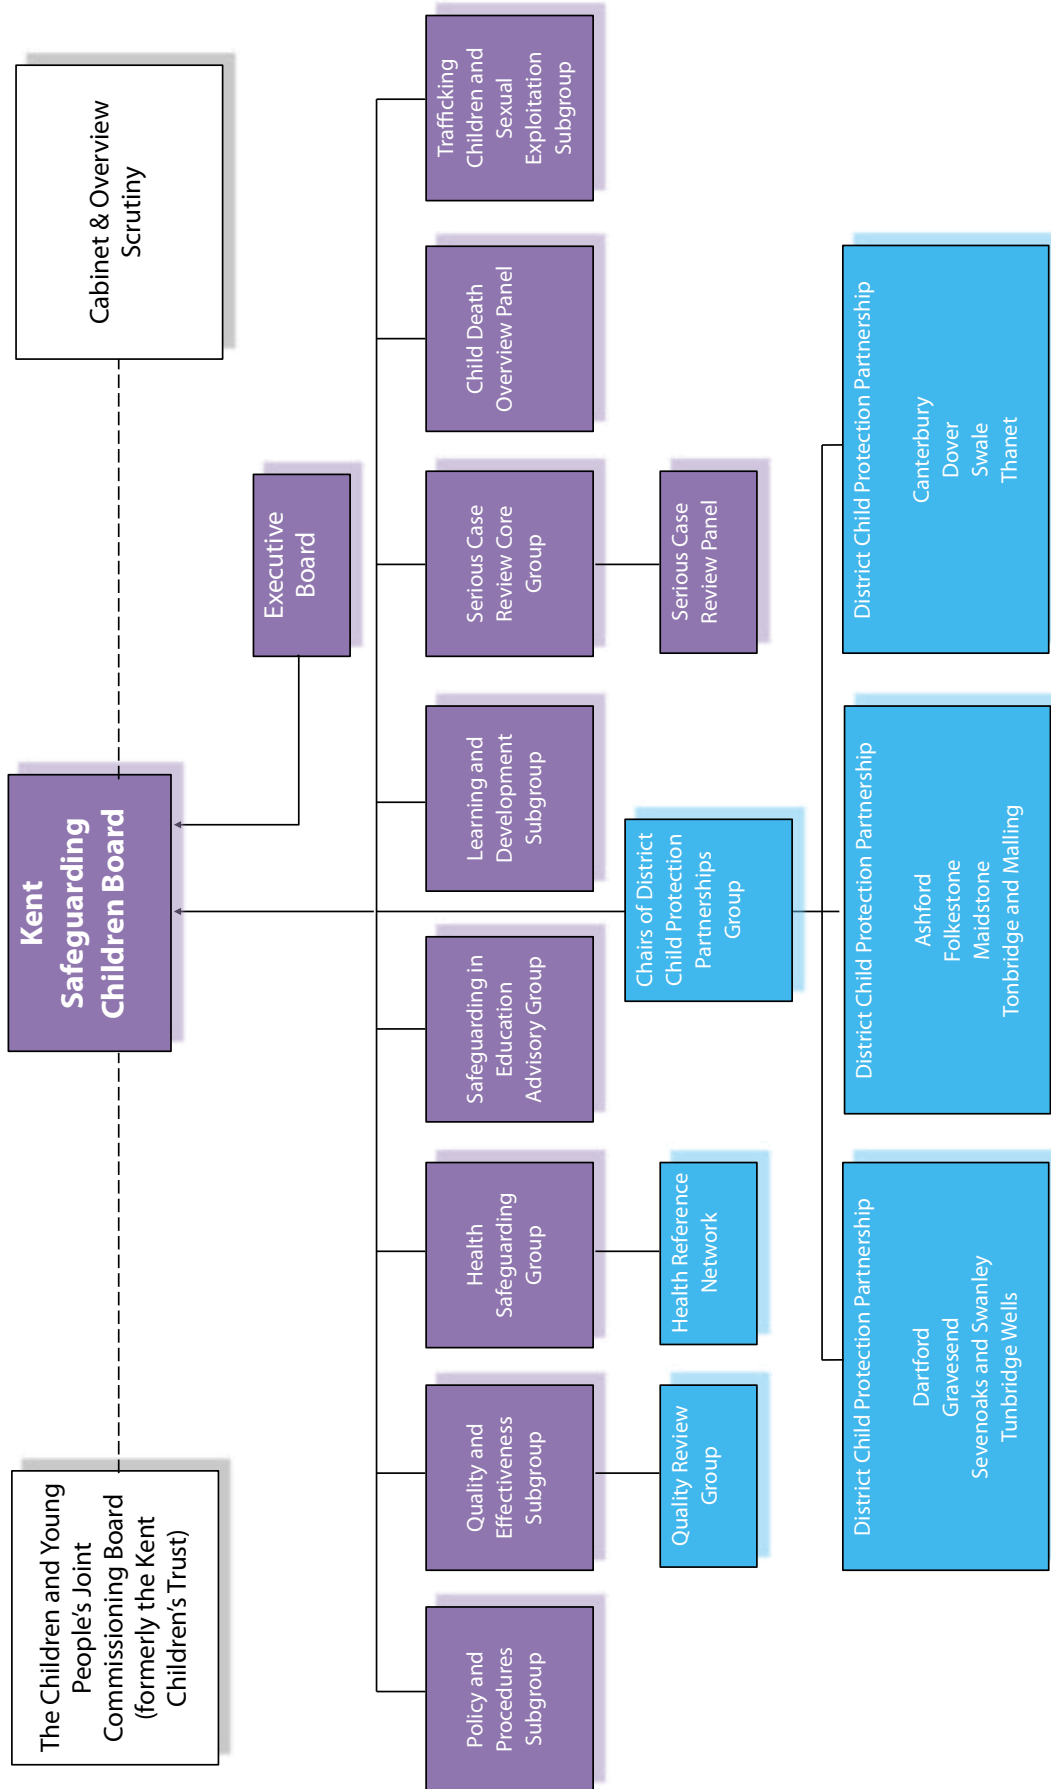 The Children and Young
People’s Joint
Commissioning Board
(formerly the Kent
Children’s Trust)
Kent
Safeguarding
Children Board
Cabinet & Overview
Scrutiny
Executive
Board
Policy and
Procedures
Subgroup
Quality and
Effectiveness
Subgroup
Health
Safeguarding
Group
Safeguarding in
Education
Advisory Group
Learning and
Development
Subgroup
Serious Case
Review Core
Group
Child Death
Overview Panel
Trafficking
Children and
Sexual
Exploitation
Subgroup
Quality Review
Group
Health Reference
Network
Chairs of District
Child Protection
Partnerships
Group
Serious Case
Review Panel
District Child Protection Partnership
Dartford
Gravesend
Sevenoaks and Swanley
Tunbridge Wells
District Child Protection Partnership
Ashford
Folkestone
Maidstone
Tonbridge and Malling
District Child Protection Partnership
Canterbury
Dover
Swale
Thanet